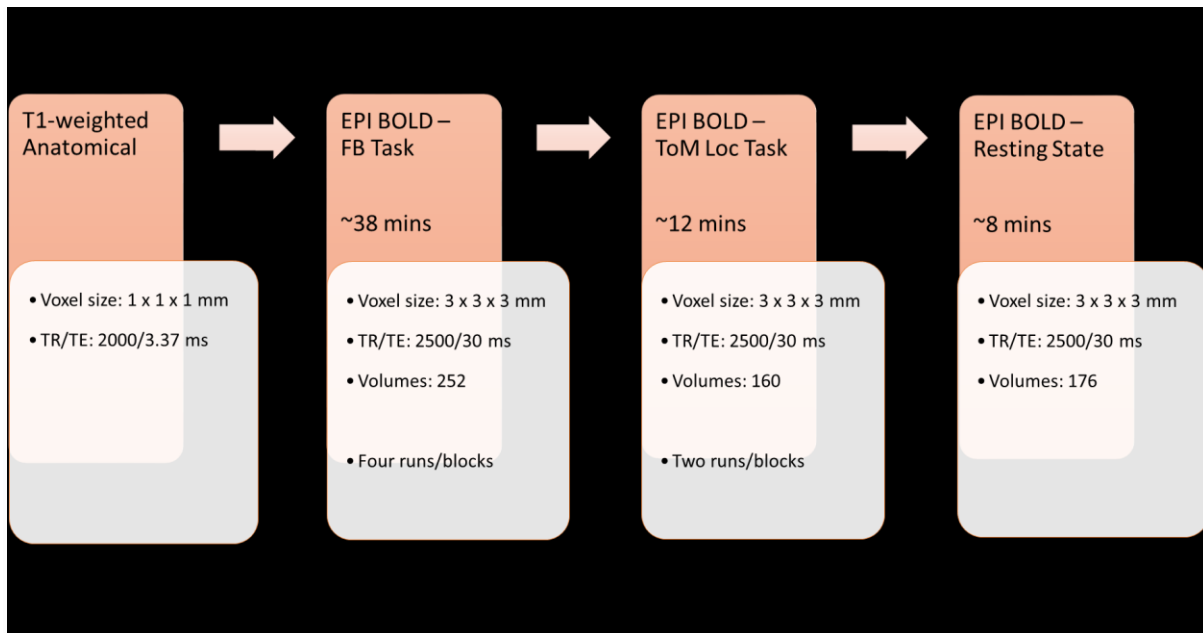 T1-weighted
Anatomical
• Voxel size: 1 x 1 x 1 mm
• TR/TE: 2000/3.37 ms
EPI BOLD –
FB Task
~38 mins
• Voxel size: 3 x 3 x 3 mm
• TR/TE: 2500/30 ms
• Volumes: 252
• Four runs/blocks
EPI BOLD –
ToM Loc Task
~12 mins
• Voxel size: 3 x 3 x 3 mm
• TR/TE: 2500/30 ms
• Volumes: 160
• Two runs/blocks
EPI BOLD –
Resting State
~8 mins
• Voxel size: 3 x 3 x 3 mm
• TR/TE: 2500/30 ms
• Volumes: 176